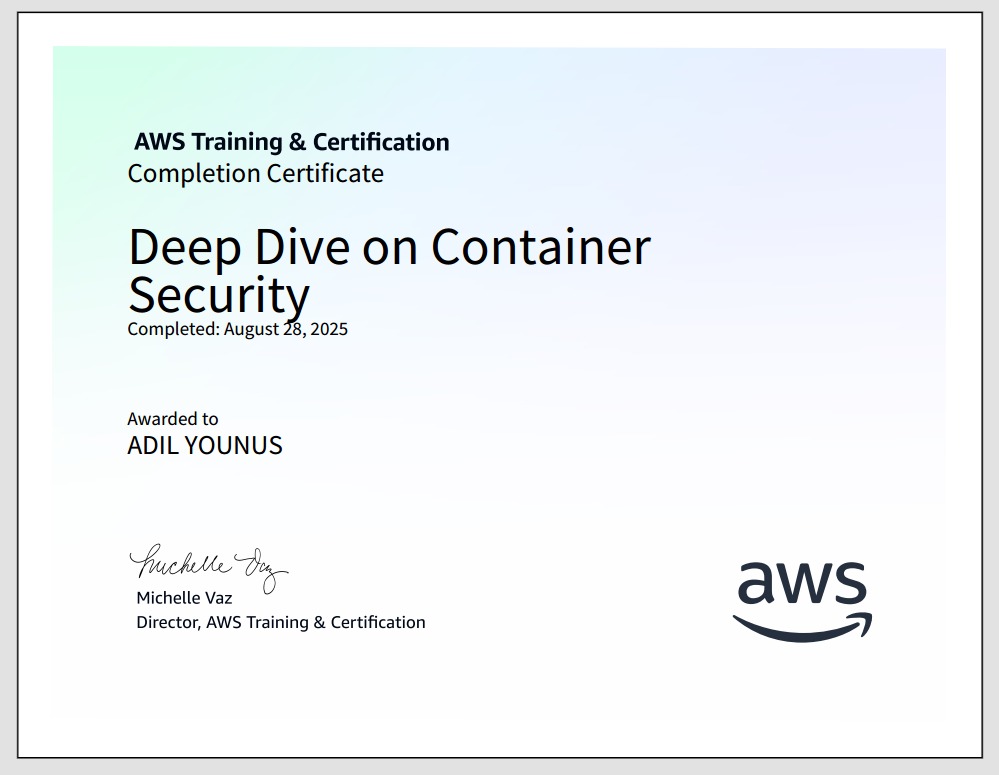 AWS Training & Certification
Completion Certificate
Deep Dive on Container
Security
Completed: August 28, 2025
Awarded to
ADIL YOUNUS
Michelle Vaz
Michelle Vaz
Director, AWS Training & Certification
aws